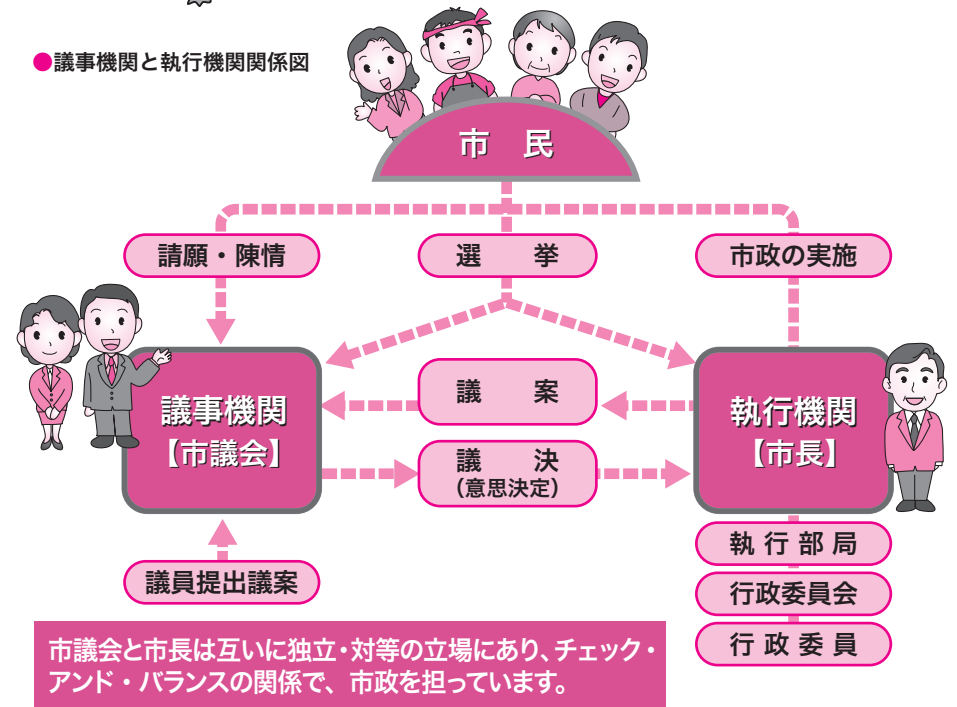 ●議事機関と執行機関関係図
市 民
請願・陳情
選 挙
市政の実施
議事機関
【市議会】
議 案
議 決
(意思決定)
執行機関
【市長】
議員提出議案
執行部局
行政委員会
行政委員
市議会と市長は互いに独立・対等の立場にあり、チェック・
アンド・バランスの関係で、市政を担っています。